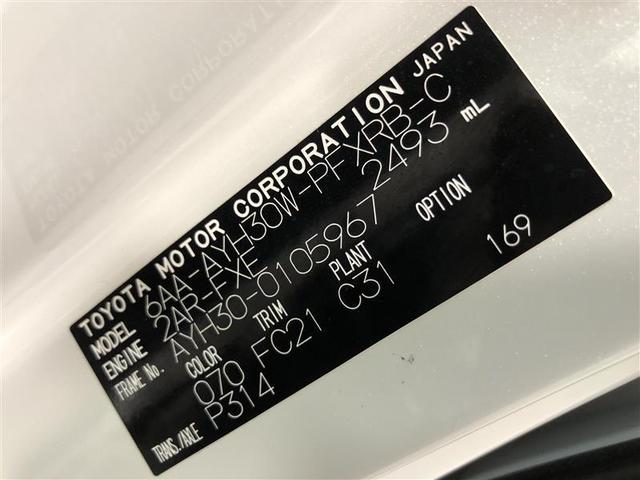 TOYOTA MOTOR CORPORATION JAPAN
MODEL 6AA-AYH30W-PFXRB-C
ENGINE 2AR-FXE 2493 mL
FRAME No. AYH30-0105967
COLOR TRIM PLANT OPTION
070 FC21 C31 169
TRANS./AXLE P314